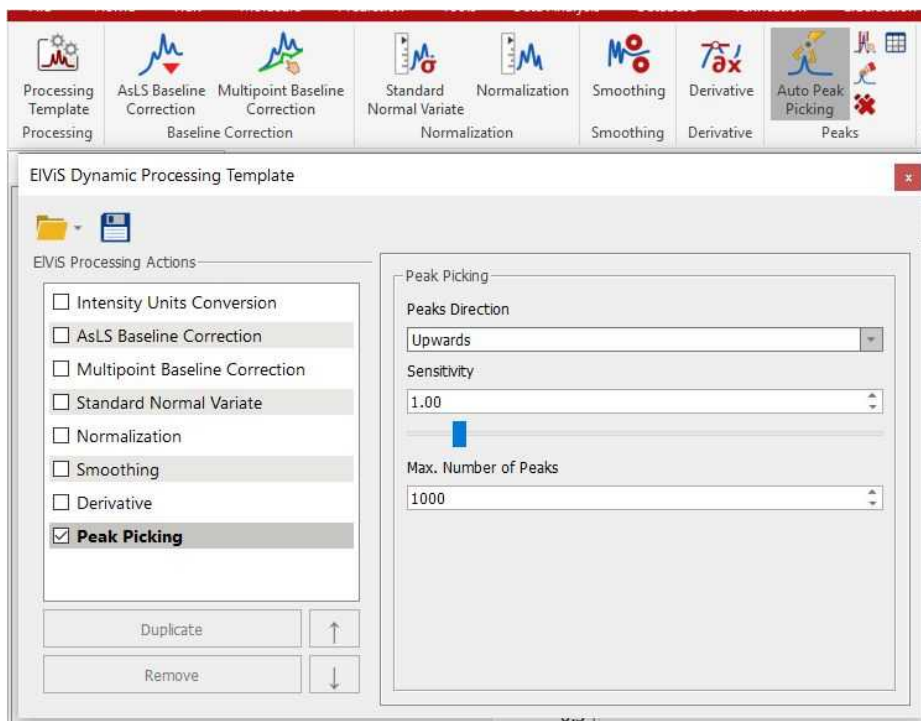 Processing Template
AsLS Baseline Correction
Multipoint Baseline Correction
Standard Normal Variate
Normalization
Smoothing
Derivative
Auto Peak Picking
Processing
Baseline Correction
Normalization
Smoothing
Derivative
Peaks
ElViS Dynamic Processing Template
x
ElViS Processing Actions
Intensity Units Conversion
AsLS Baseline Correction
Multipoint Baseline Correction
Standard Normal Variate
Normalization
Smoothing
Derivative
Peak Picking
Duplicate
Remove
Peak Picking
Peaks Direction
Upwards
Sensitivity
1.00
Max. Number of Peaks
1000